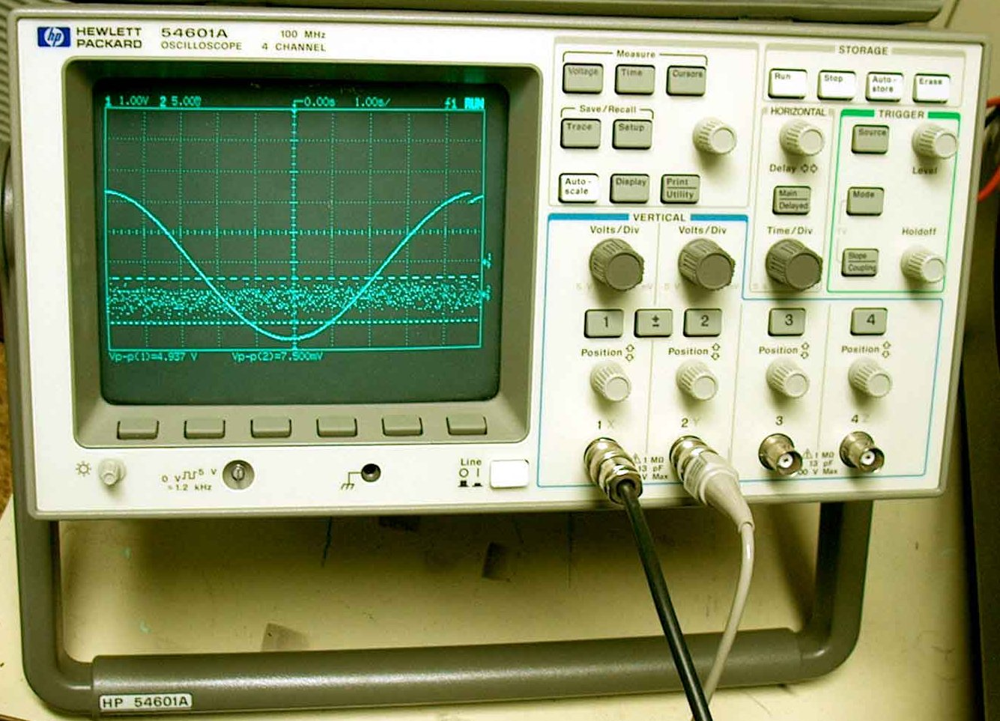 hp HEWLETT PACKARD
54601A
OSCILLOSCOPE
100 MHz
4 CHANNEL
1 1.00V 2 5.00m 0.00s 1.00s/ f1 RUN
Vp-p(1)=4.937 V Vp-p(2)=7.500mV
Line
0 V 5 V
≈1.2 kHz
Measure
Voltage Time Cursors
Save/Recall
Trace Setup
Auto-scale Display Print Utility
STORAGE
Run Stop Auto-store Erase
HORIZONTAL
Delay
Main Delayed
Time/Div
TRIGGER
Source
Level
Mode
Holdoff
Slope Coupling
TV
VERTICAL
Volts/Div Volts/Div
1 ± 2 3 4
Position Position Position Position
1 X 2 Y 3 4 Z
1 MΩ 1 MΩ
13 pF 13 pF
V Max V Max
HP 54601A